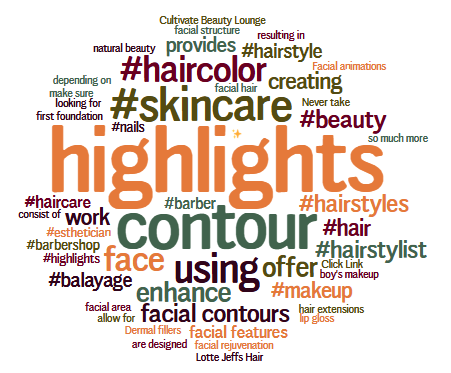 Cultivate Beauty Lounge
facial structure
resulting in
natural beauty
provides
#hairstyle
#haircolor
Facial animations
depending on
creating
make sure
facial hair
looking for
#skincare
Never take
first foundation
#nails
#beauty
so much more
highlights
✨
#haircare
#barber
#hairstyles
consist of
work
contour
#hair
#esthetician
#barbershop
#hairstylist
#highlights
face
using
offer
Click Link
boy's makeup
#balayage
enhance
#makeup
facial area
facial contours
hair extensions
allow for
lip gloss
Dermal fillers
facial features
are designed
facial rejuvenation
Lotte Jeffs Hair